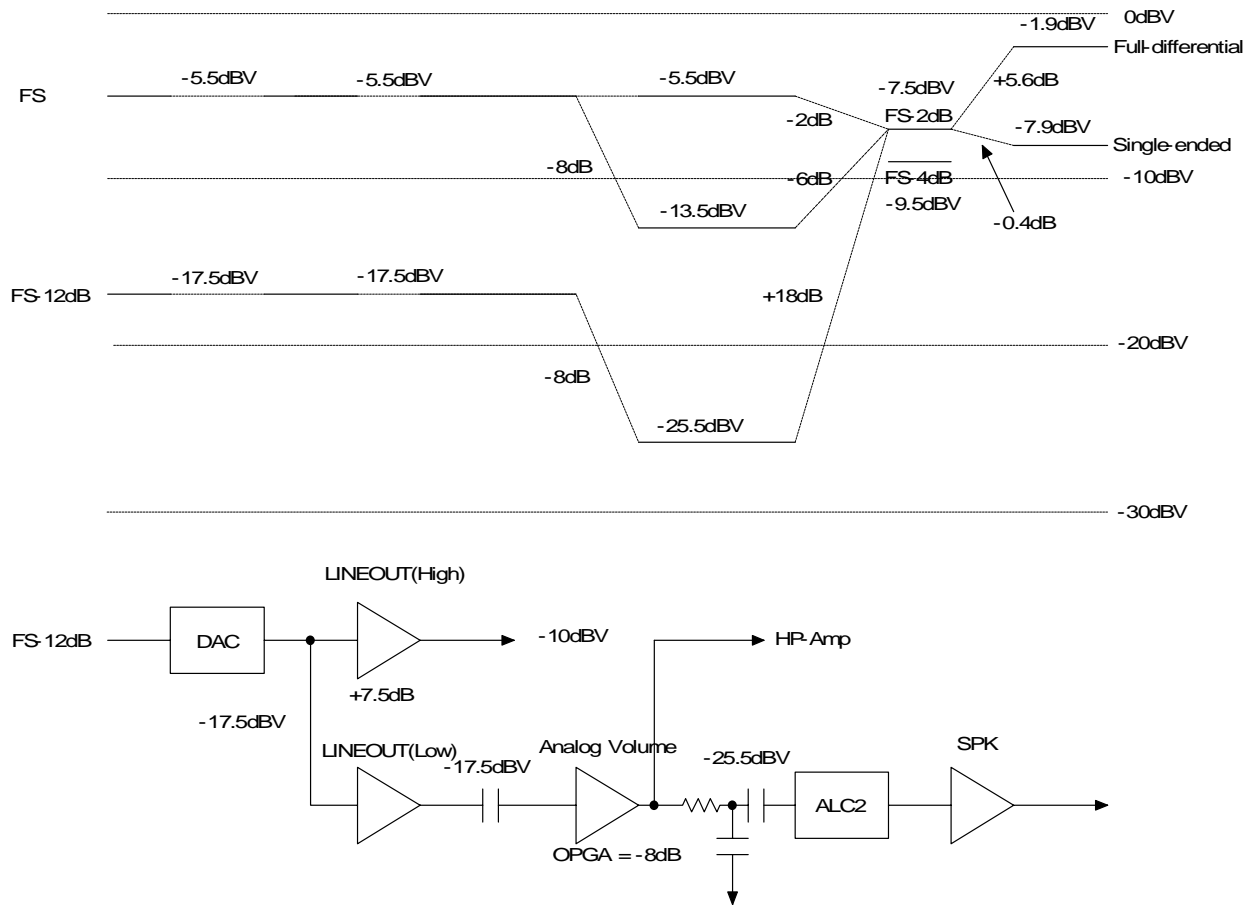 -1.9dBV
0dBV
Full-differential
-5.5dBV
-5.5dBV
-5.5dBV
-7.5dBV
+5.6dB
FS
-2dB
FS-2dB
-7.9dBV
Single-ended
-8dB
-6dB
FS-4dB
-10dBV
-13.5dBV
-9.5dBV
-0.4dB
-17.5dBV
-17.5dBV
FS-12dB
+18dB
-20dBV
-8dB
-25.5dBV
-30dBV
LINEOUT(High)
FS-12dB
DAC
-10dBV
HP-Amp
+7.5dB
-17.5dBV
LINEOUT(Low)
-17.5dBV
Analog Volume
-25.5dBV
SPK
ALC2
OPGA = -8dB